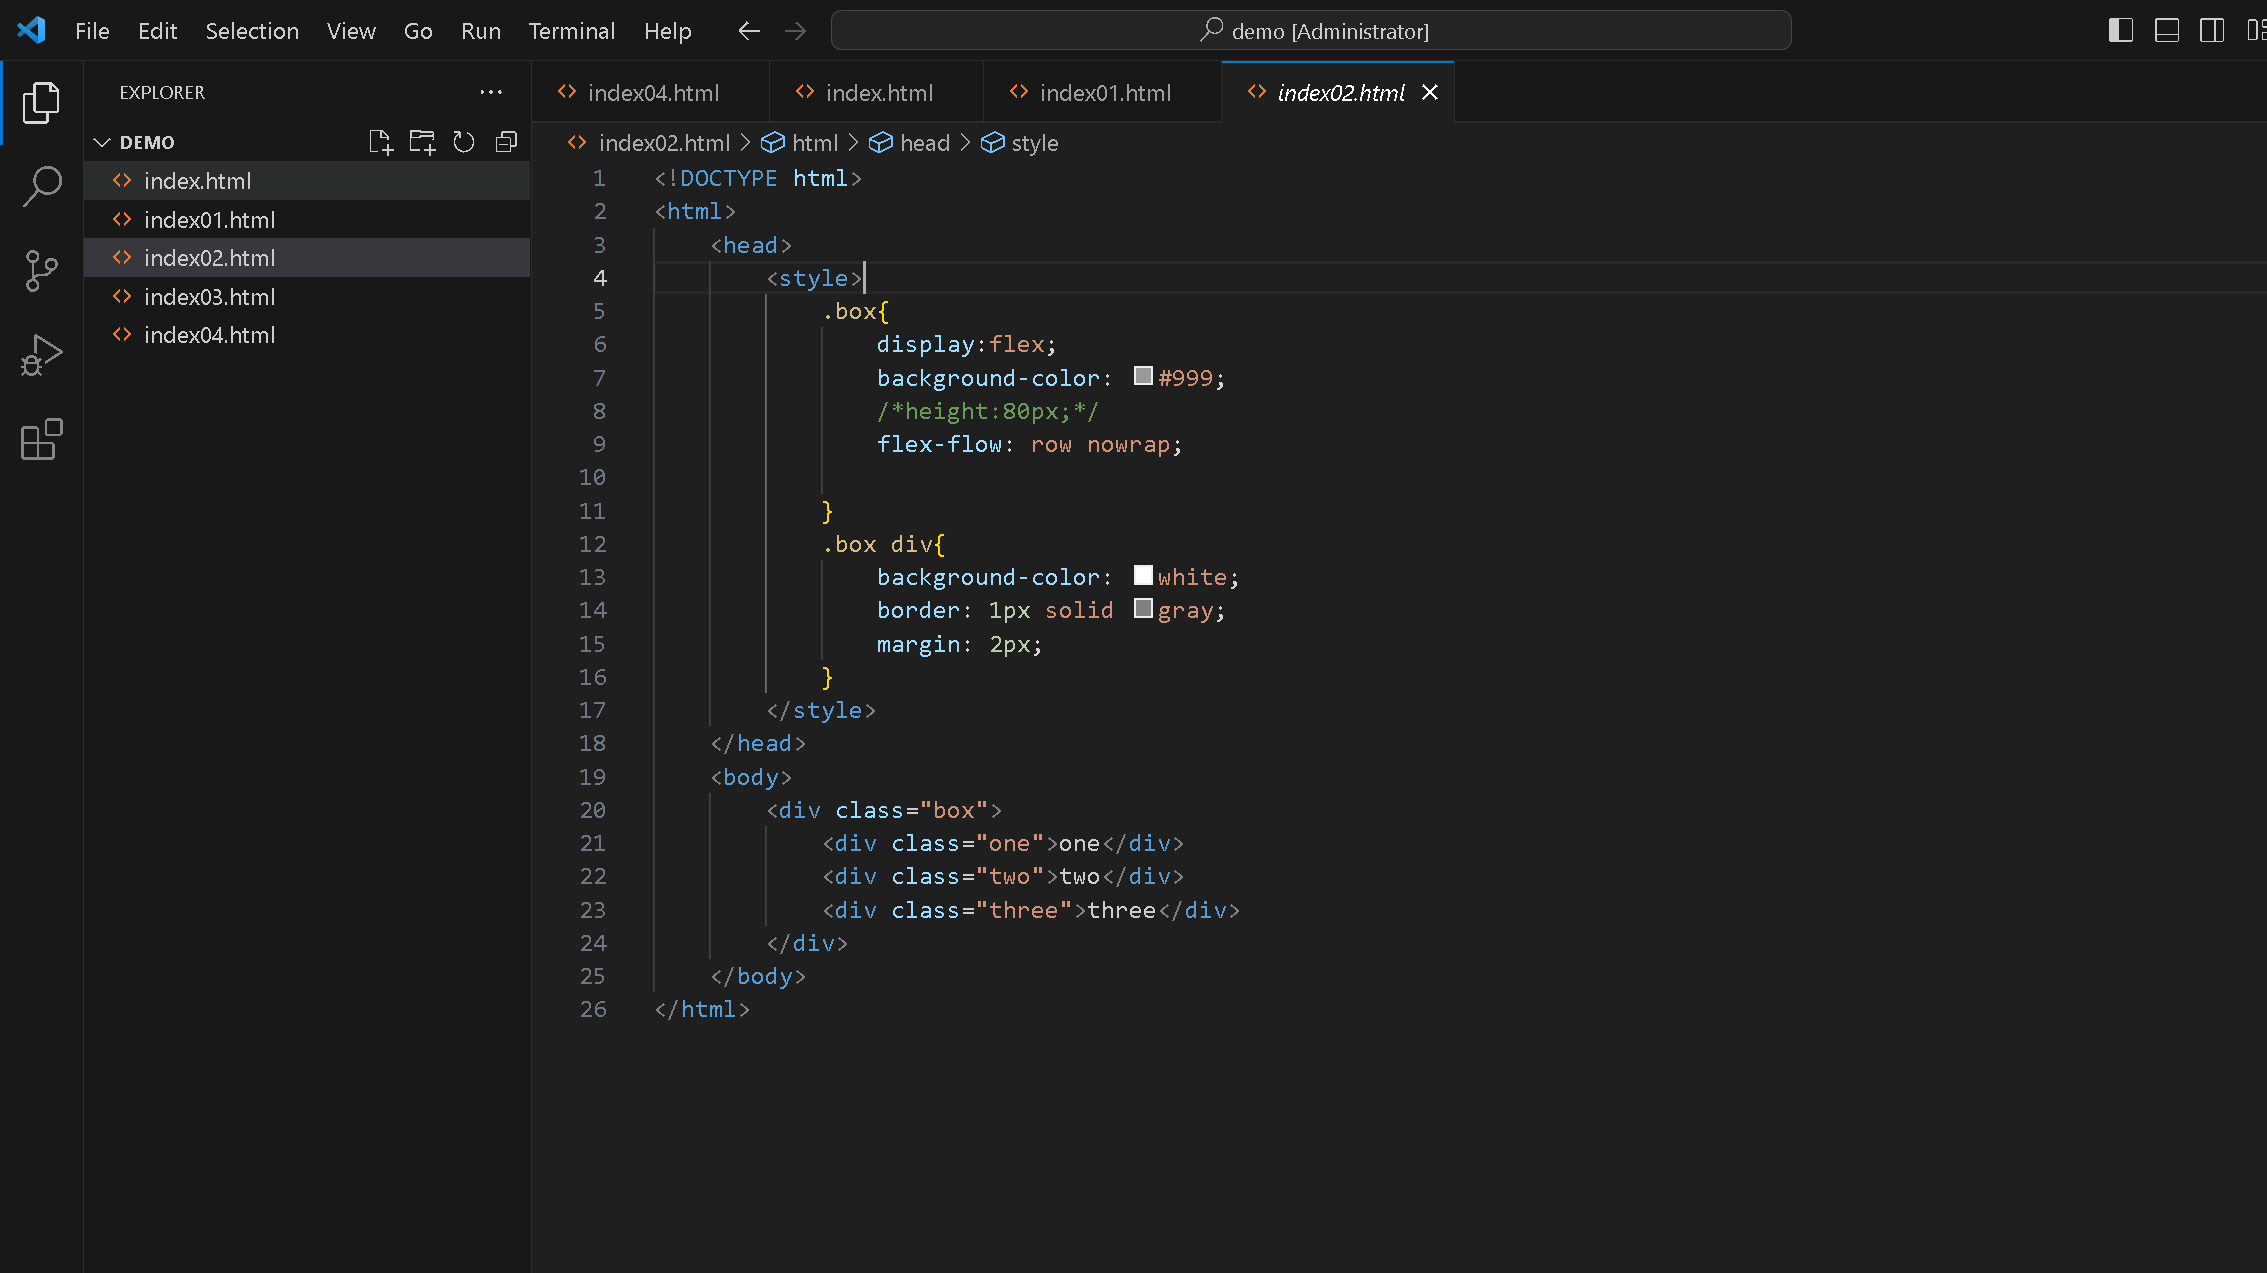 File Edit Selection View Go Run Terminal Help
demo [Administrator]
EXPLORER
DEMO
index.html
index01.html
index02.html
index03.html
index04.html
index04.html index.html index01.html index02.html
index02.html > html > head > style
1 <!DOCTYPE html>
2 <html>
3 <head>
4 <style>
5 .box{
6 display:flex;
7 background-color: #999;
8 /*height:80px;*/
9 flex-flow: row nowrap;
10
11 }
12 .box div{
13 background-color: white;
14 border: 1px solid gray;
15 margin: 2px;
16 }
17 </style>
18 </head>
19 <body>
20 <div class="box">
21 <div class="one">one</div>
22 <div class="two">two</div>
23 <div class="three">three</div>
24 </div>
25 </body>
26 </html>